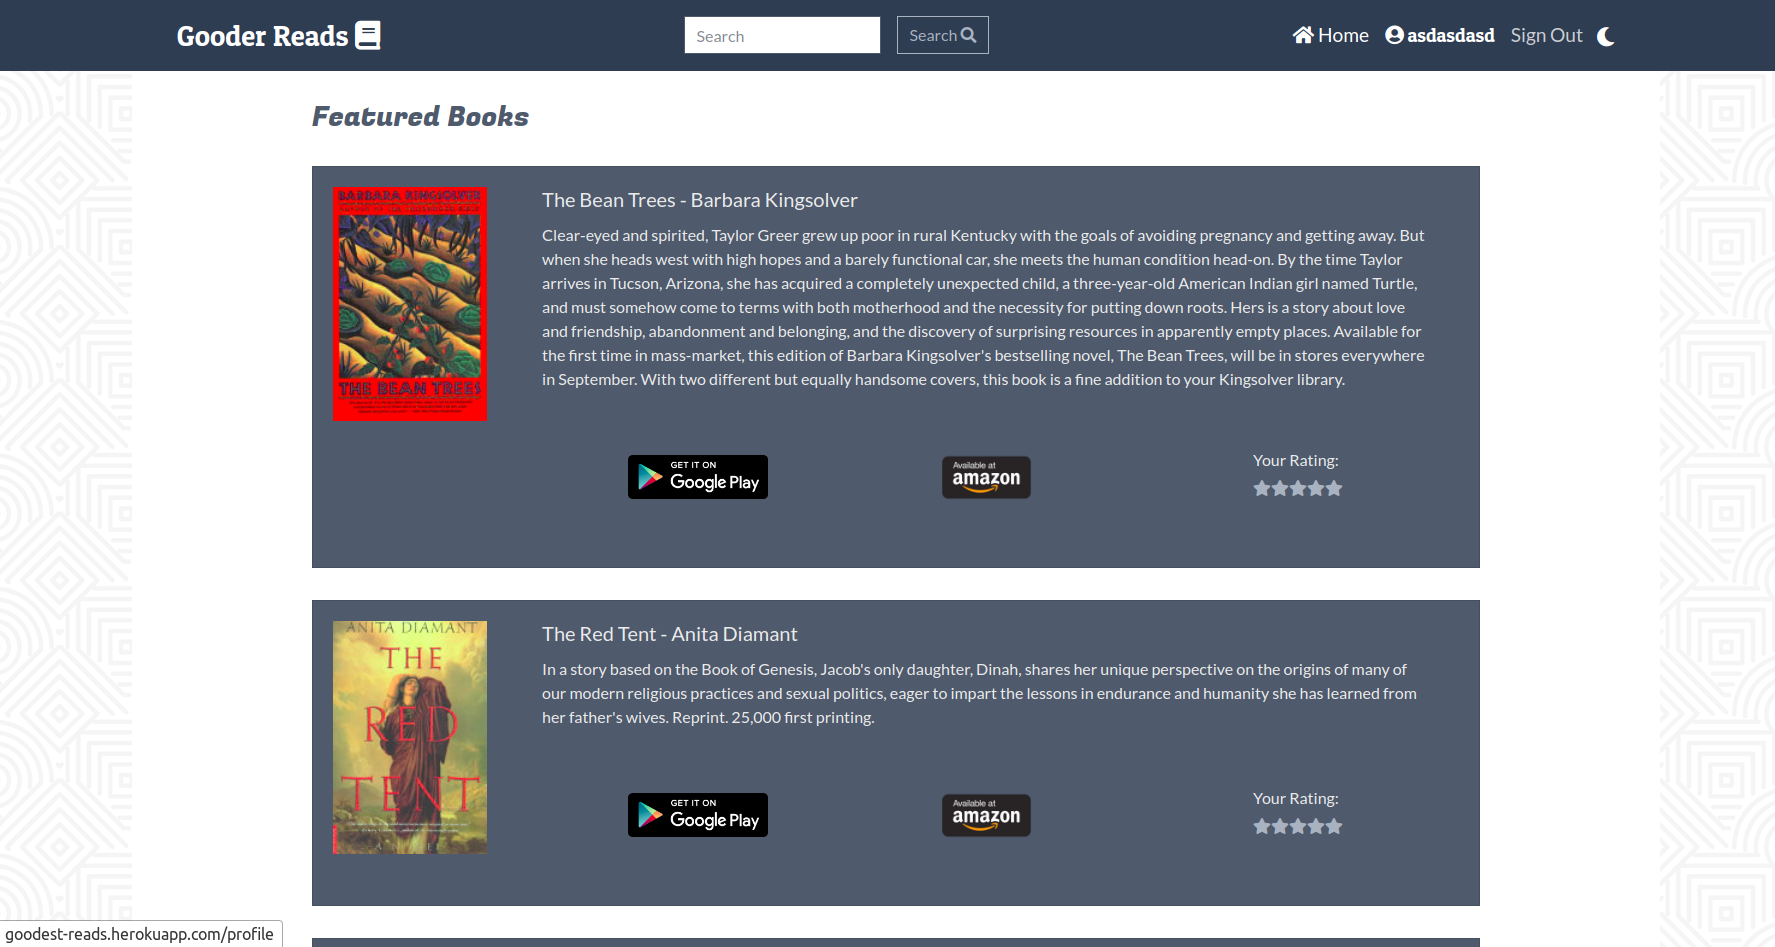 Gooder Reads
Search
Search
Home
asdasdasd
Sign Out
Featured Books
BARBARA KINGSOLVER
THE BEAN TREES
The Bean Trees - Barbara Kingsolver
Clear-eyed and spirited, Taylor Greer grew up poor in rural Kentucky with the goals of avoiding pregnancy and getting away. But
when she heads west with high hopes and a barely functional car, she meets the human condition head-on. By the time Taylor
arrives in Tucson, Arizona, she has acquired a completely unexpected child, a three-year-old American Indian girl named Turtle,
and must somehow come to terms with both motherhood and the necessity for putting down roots. Hers is a story about love
and friendship, abandonment and belonging, and the discovery of surprising resources in apparently empty places. Available for
the first time in mass-market, this edition of Barbara Kingsolver's bestselling novel, The Bean Trees, will be in stores everywhere
in September. With two different but equally handsome covers, this book is a fine addition to your Kingsolver library.
GET IT ON
Google Play
Available at
amazon
Your Rating:
ANITA DIAMANT
THE
RED
TENT
The Red Tent - Anita Diamant
In a story based on the Book of Genesis, Jacob's only daughter, Dinah, shares her unique perspective on the origins of many of
our modern religious practices and sexual politics, eager to impart the lessons in endurance and humanity she has learned from
her father's wives. Reprint. 25,000 first printing.
GET IT ON
Google Play
Available at
amazon
Your Rating:
goodest-reads.herokuapp.com/profile